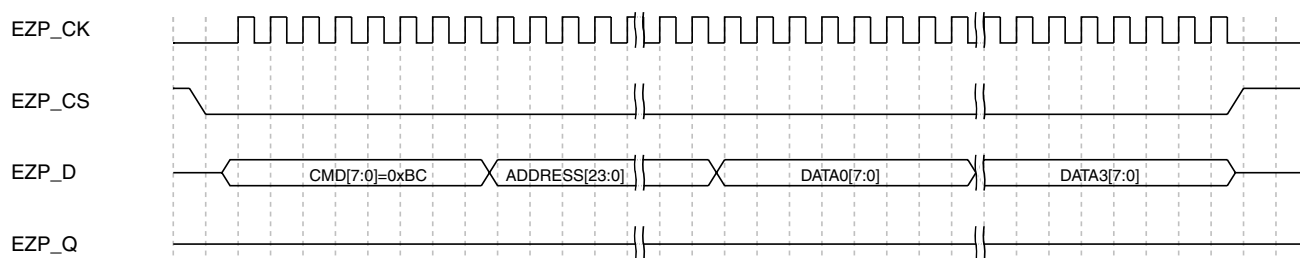 EZP_CK
EZP_CS
EZP_D CMD[7:0]=0xBC ADDRESS[23:0] DATA0[7:0] DATA3[7:0]
EZP_Q